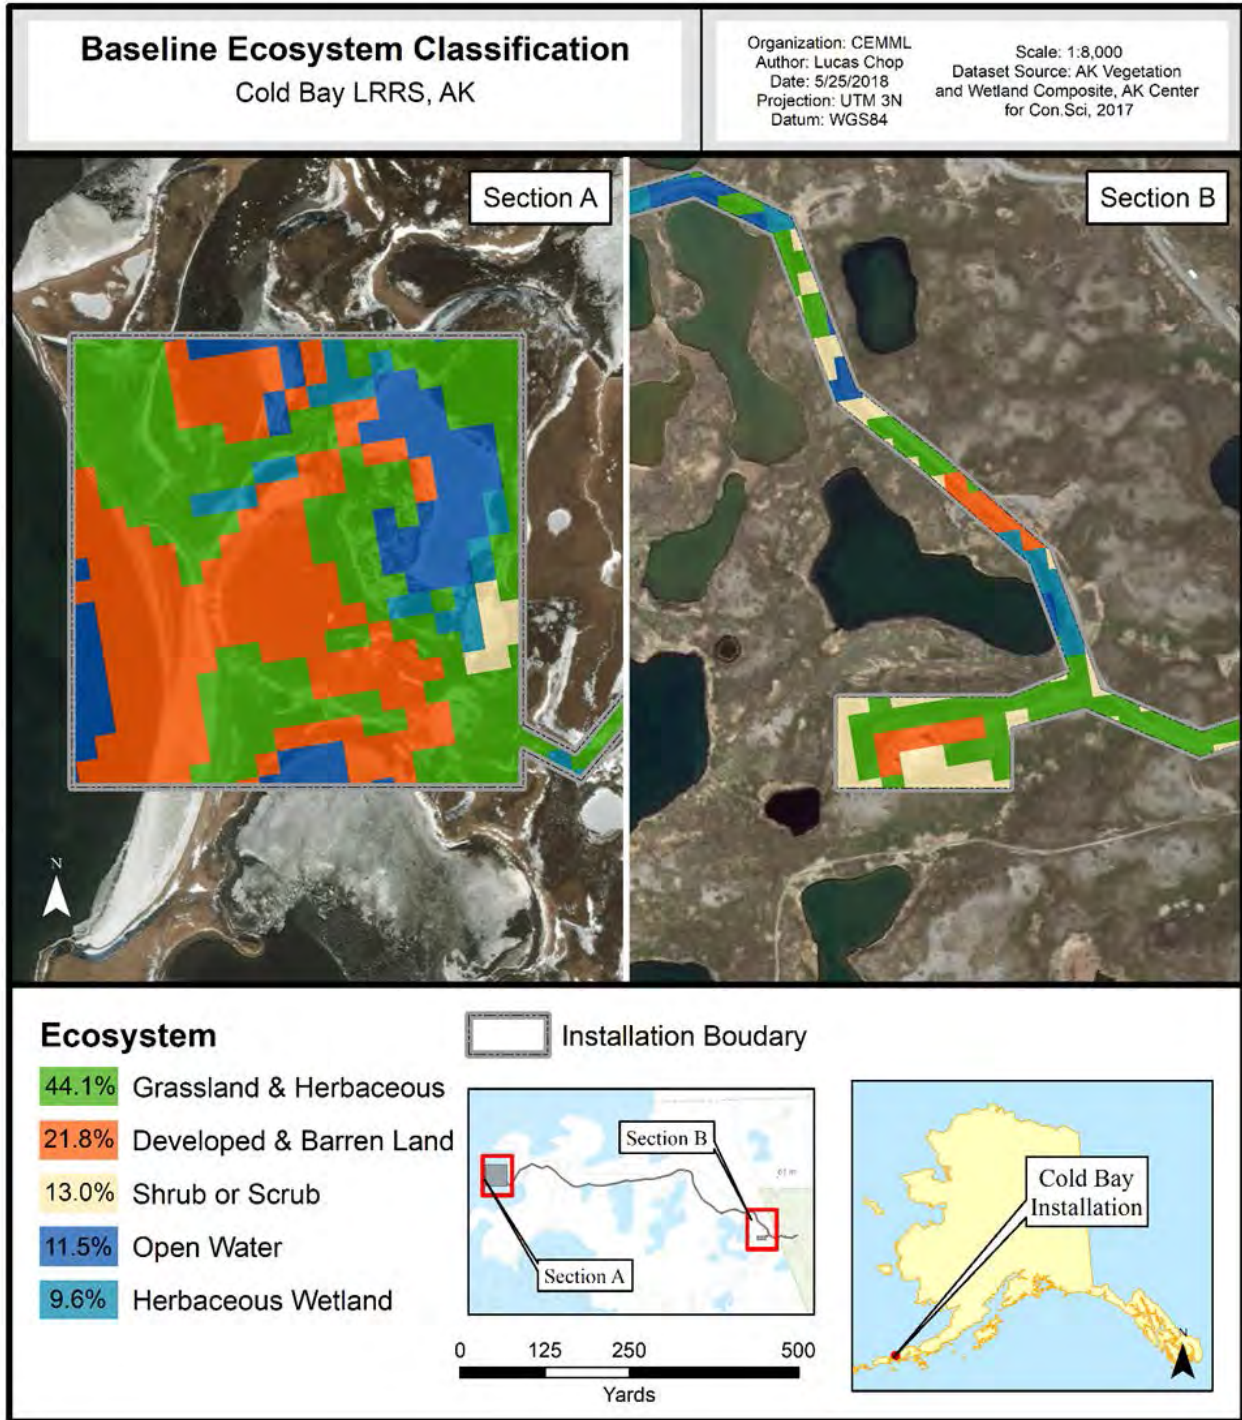 Baseline Ecosystem Classification
Cold Bay LRRS, AK
Organization: CEMML
Author: Lucas Chop
Date: 5/25/2018
Projection: UTM 3N
Datum: WGS84
Scale: 1:8,000
Dataset Source: AK Vegetation
and Wetland Composite, AK Center
for Con.Sci, 2017
Section A
Section B
N
Ecosystem
44.1% Grassland & Herbaceous
21.8% Developed & Barren Land
13.0% Shrub or Scrub
11.5% Open Water
9.6% Herbaceous Wetland
Installation Boudary
Section B
Section A
0 125 250 500
Yards
Cold Bay
Installation
N